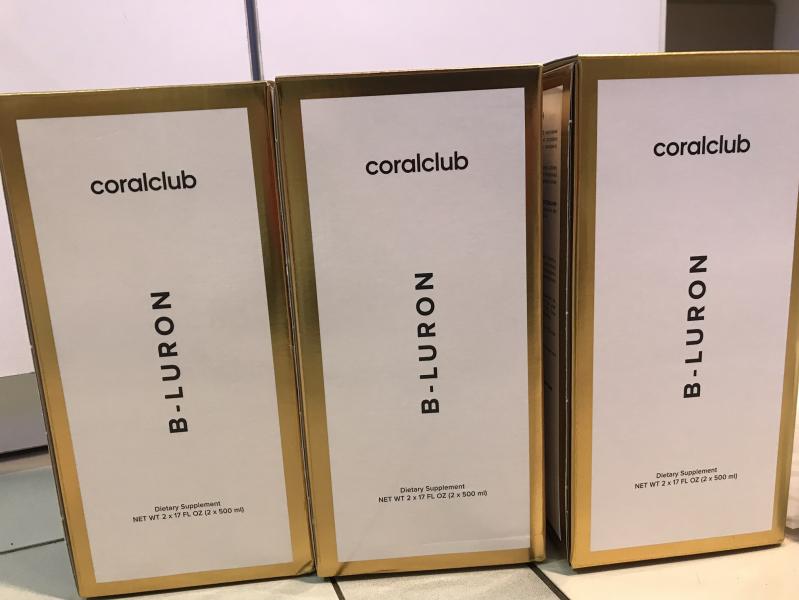 coralclub
B-LURON
Dietary Supplement
NET WT 2 x 17 FL OZ (2 x 500 ml)
coralclub
B-LURON
Dietary Supplement
NET WT 2 x 17 FL OZ (2 x 500 ml)
coralclub
B-LURON
Dietary Supplement
NET WT 2 x 17 FL OZ (2 x 500 ml)